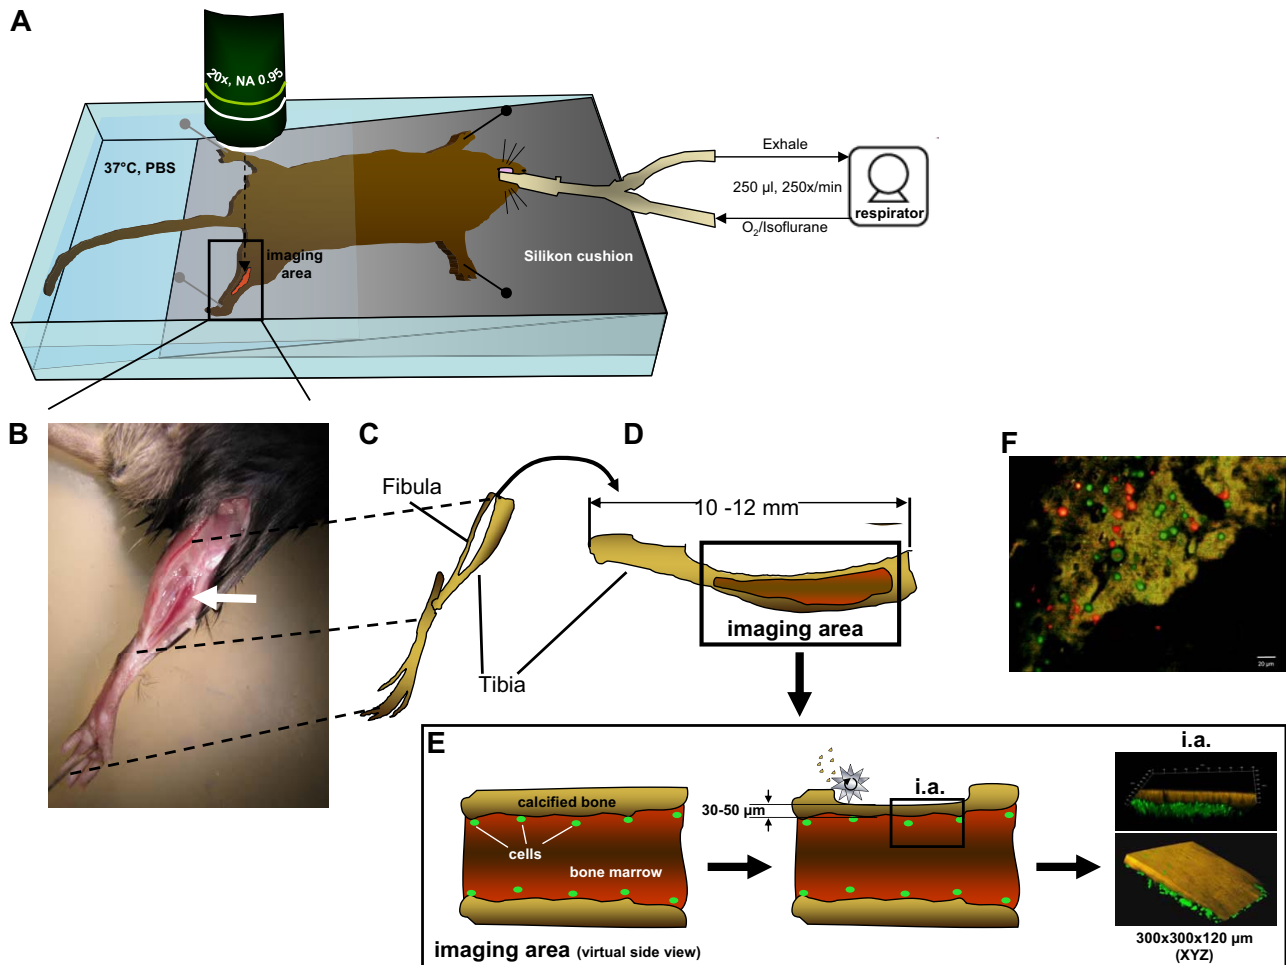 A
20x, NA 0.95
37°C, PBS
imaging
area
Silikon cushion
Exhale
250 µl, 250x/min
O2/Isoflurane
respirator
B
C
D
F
Fibula
Tibia
10 -12 mm
imaging area
20 µm
E
calcified bone
cells
bone marrow
imaging area (virtual side view)
30-50 µm
i.a.
i.a.
300x300x120 µm
(XYZ)